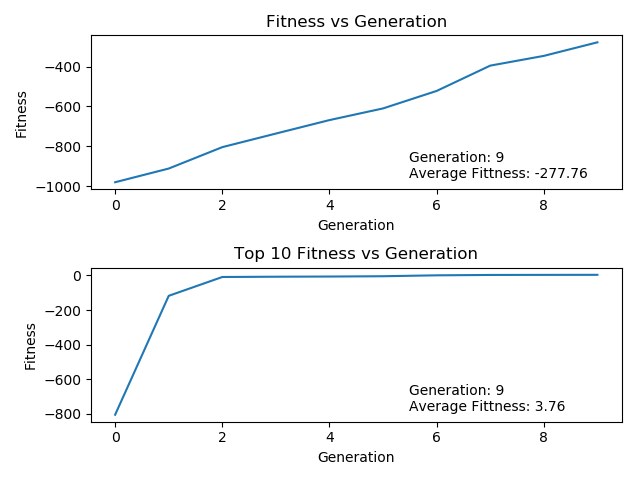 Fitness vs Generation
Fitness
−400
−600
−800
−1000
Generation: 9
Average Fittness: -277.76
0 2 4 6 8
Generation
Top 10 Fitness vs Generation
Fitness
0
−200
−400
−600
−800
Generation: 9
Average Fittness: 3.76
0 2 4 6 8
Generation